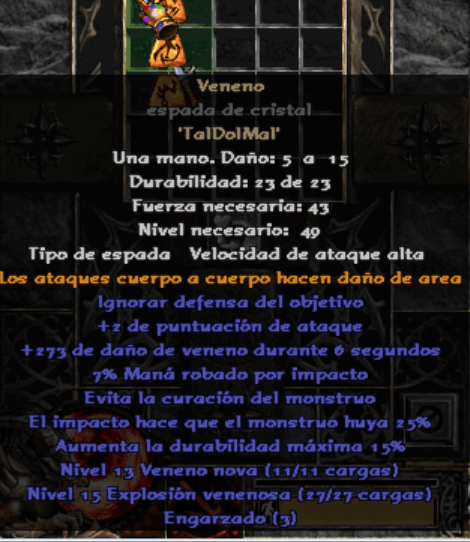 Veneno
espada de cristal
'TalDolMal'
Una mano. Daño: 5 a 15
Durabilidad: 23 de 23
Fuerza necesaria: 43
Nivel necesario: 49
Tipo de espada Velocidad de ataque alta
Los ataques cuerpo a cuerpo hacen daño de area
Ignorar defensa del objetivo
+2 de puntuación de ataque
+273 de daño de veneno durante 6 segundos
7% Maná robado por impacto
Evita la curación del monstruo
El impacto hace que el monstruo huya 25%
Aumenta la durabilidad máxima 15%
Nivel 13 Veneno nova (11/11 cargas)
Nivel 15 Explosión venenosa (27/27 cargas)
Engarzado (3)